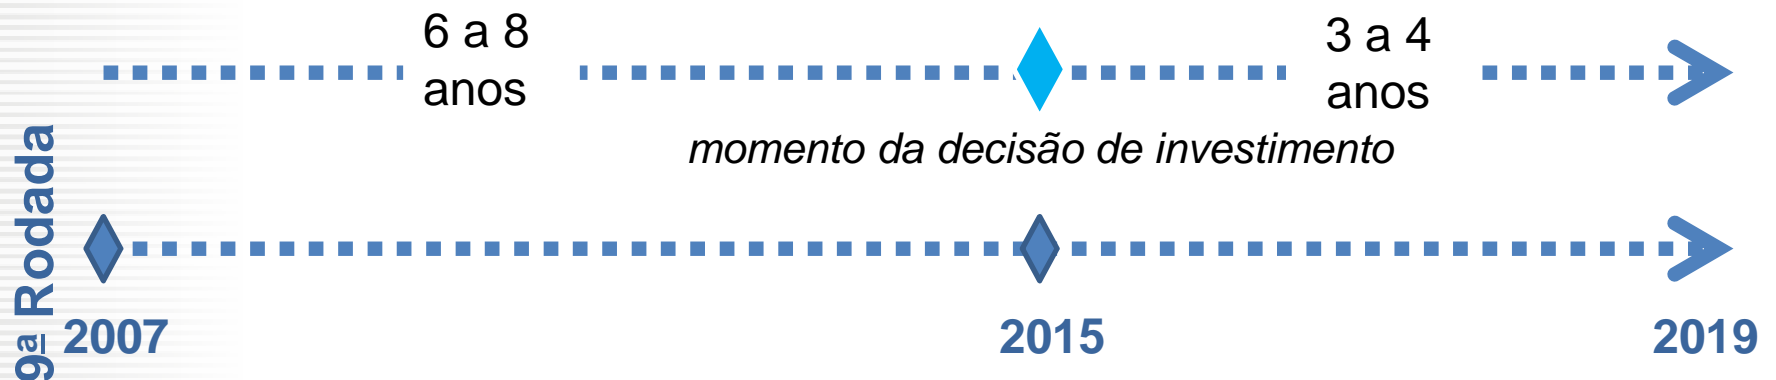 6 a 8
anos
3 a 4
anos
momento da decisão de investimento
9ª Rodada
2007
2015
2019